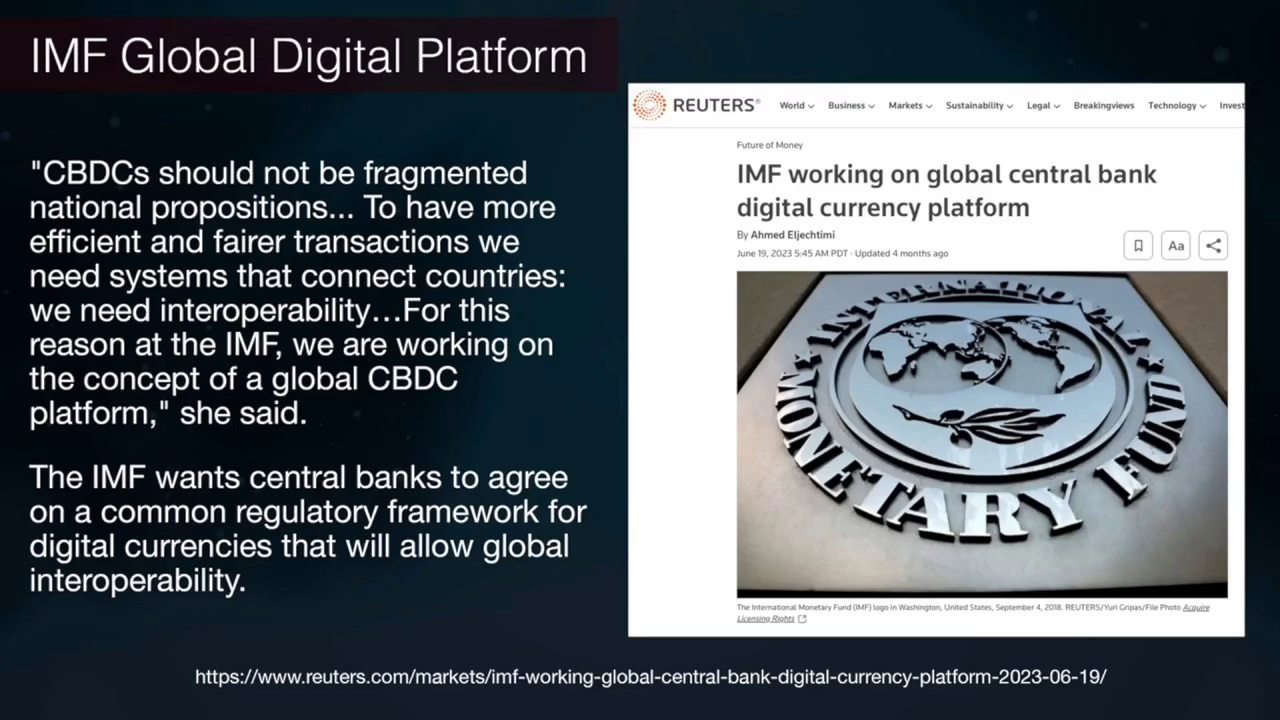 IMF Global Digital Platform
"CBDCs should not be fragmented
national propositions... To have more
efficient and fairer transactions we
need systems that connect countries:
we need interoperability...For this
reason at the IMF, we are working on
the concept of a global CBDC
platform," she said.
The IMF wants central banks to agree
on a common regulatory framework for
digital currencies that will allow global
interoperability.
REUTERS®
World Business Markets Sustainability Legal Breakingviews Technology Invest
Future of Money
IMF working on global central bank
digital currency platform
By Ahmed Eljechtimi
June 19, 2023 5:45 AM PDT · Updated 4 months ago
Aa
INTERNATIONAL
MONETARY FUND
The International Monetary Fund (IMF) logo in Washington, United States, September 4, 2018. REUTERS/Yuri Gripas/File Photo Acquire
Licensing Rights
https://www.reuters.com/markets/imf-working-global-central-bank-digital-currency-platform-2023-06-19/